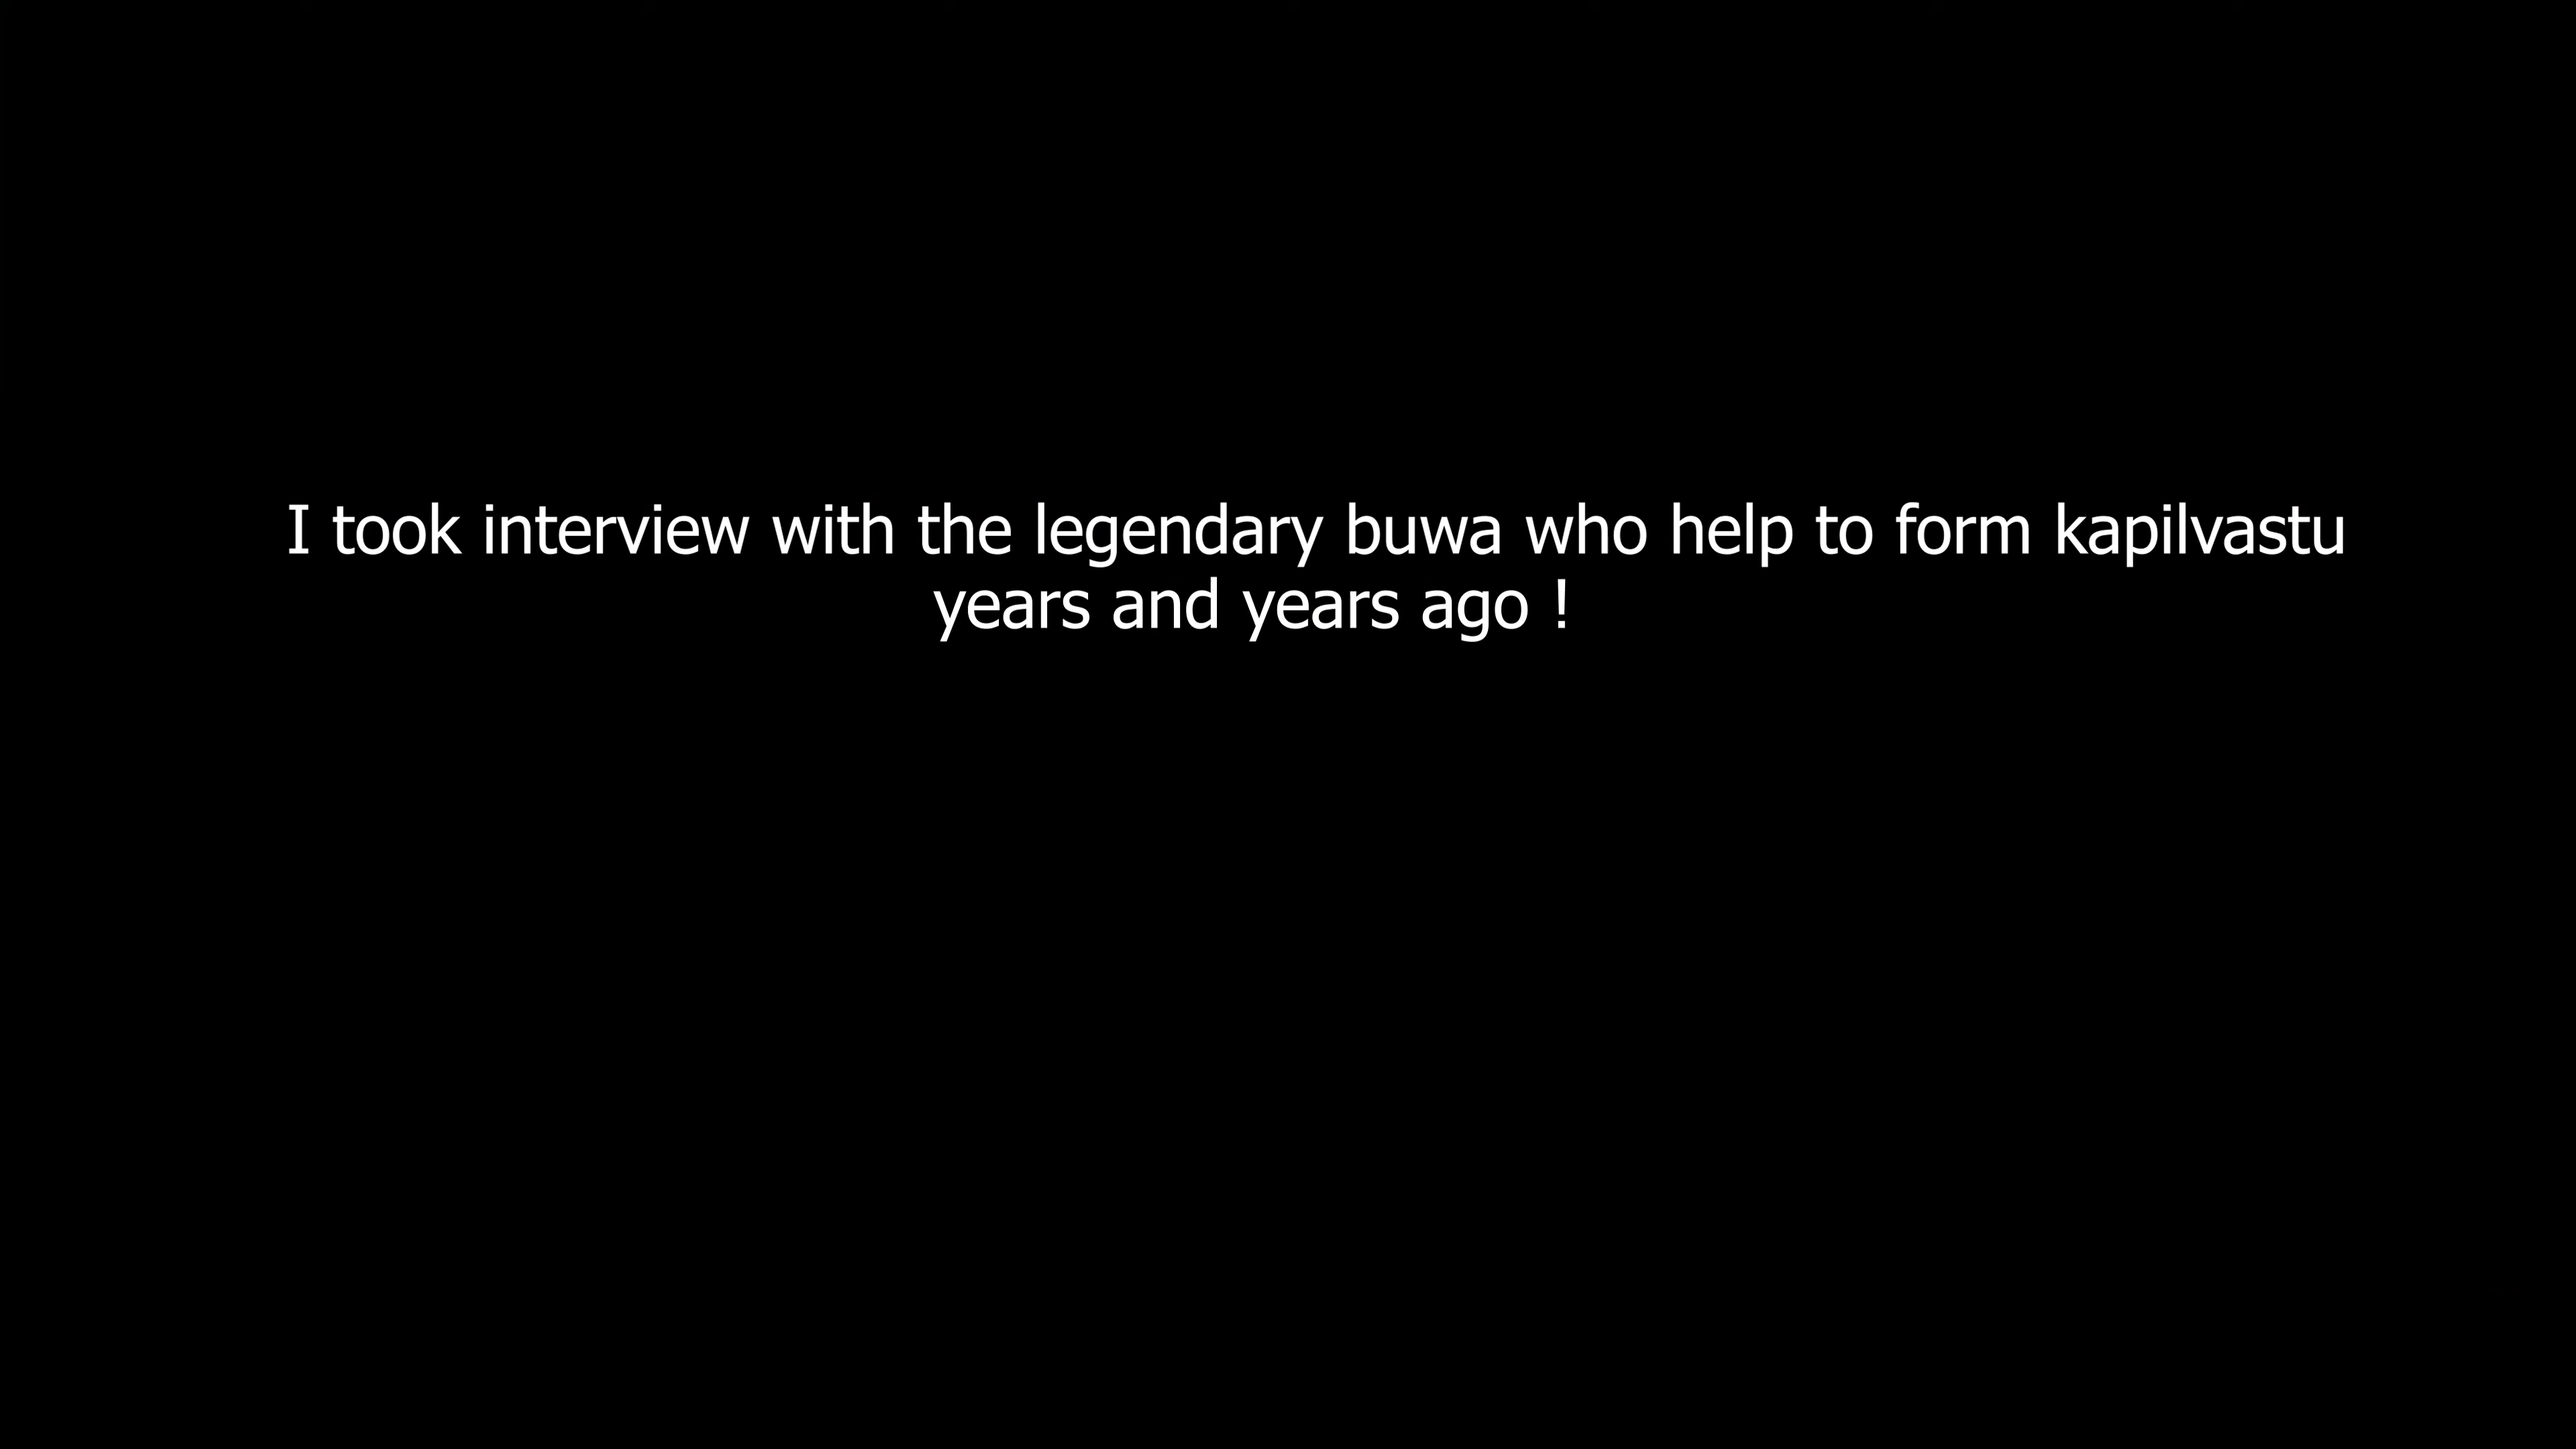 I took interview with the legendary buwa who help to form kapilvastu
years and years ago !